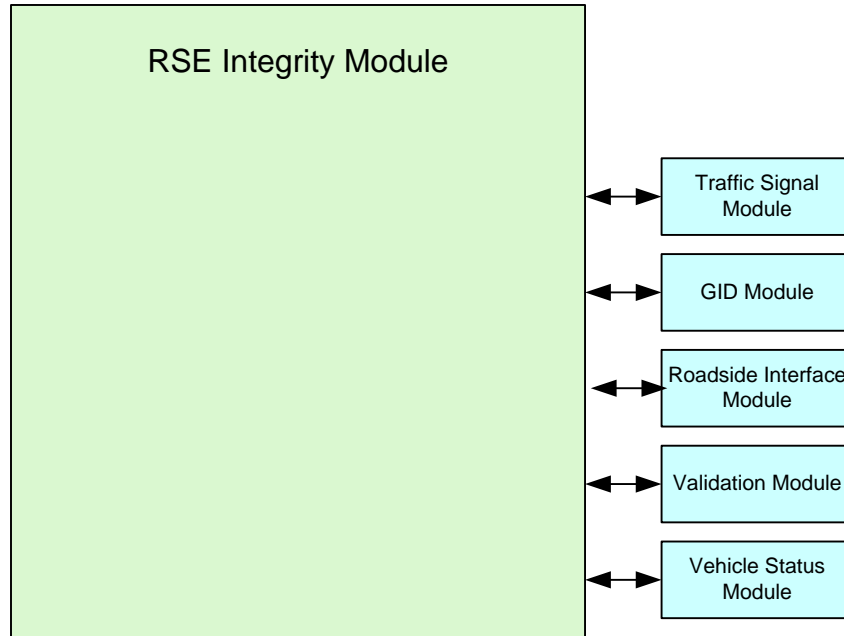 RSE Integrity Module
Traffic Signal
Module
GID Module
Roadside Interface
Module
Validation Module
Vehicle Status
Module